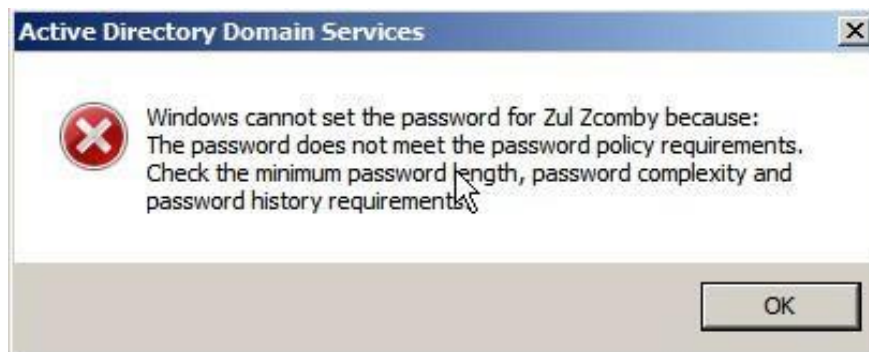 Active Directory Domain Services
Windows cannot set the password for Zul Zcomby because:
The password does not meet the password policy requirements.
Check the minimum password length, password complexity and
password history requirements.
OK